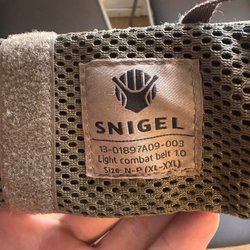 SNIGEL
13-01897A09-003
Light combat belt 1.0
Size: N-P (XL-XXL)